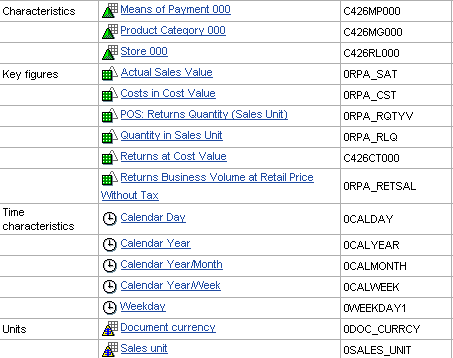 Characteristics Means of Payment 000 C426MP000
Product Category 000 C426MG000
Store 000 C426RL000
Key figures Actual Sales Value 0RPA_SAT
Costs in Cost Value 0RPA_CST
POS: Returns Quantity (Sales Unit) 0RPA_RQTYV
Quantity in Sales Unit 0RPA_RLQ
Returns at Cost Value C426CT000
Returns Business Volume at Retail Price
Without Tax 0RPA_RETSAL
Time
characteristics Calendar Day 0CALDAY
Calendar Year 0CALYEAR
Calendar Year/Month 0CALMONTH
Calendar Year/Week 0CALWEEK
Weekday 0WEEKDAY1
Units Document currency 0DOC_CURRCY
Sales unit 0SALES_UNIT